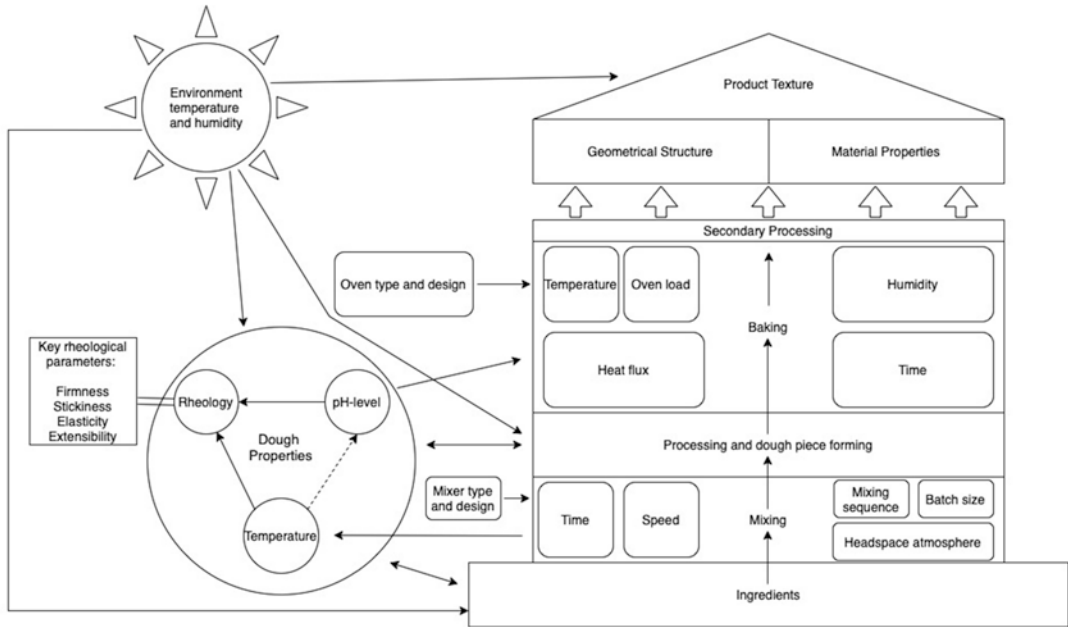 Environment
temperature
and humidity
Product Texture
Geometrical Structure
Material Properties
Secondary Processing
Oven type and design
Temperature
Oven load
Humidity
Baking
Heat flux
Time
Key rheological
parameters:
Firmness
Stickiness
Elasticity
Extensibility
Rheology
pH-level
Dough
Properties
Temperature
Processing and dough piece forming
Mixer type
and design
Time
Speed
Mixing
Mixing
sequence
Batch size
Headspace atmosphere
Ingredients